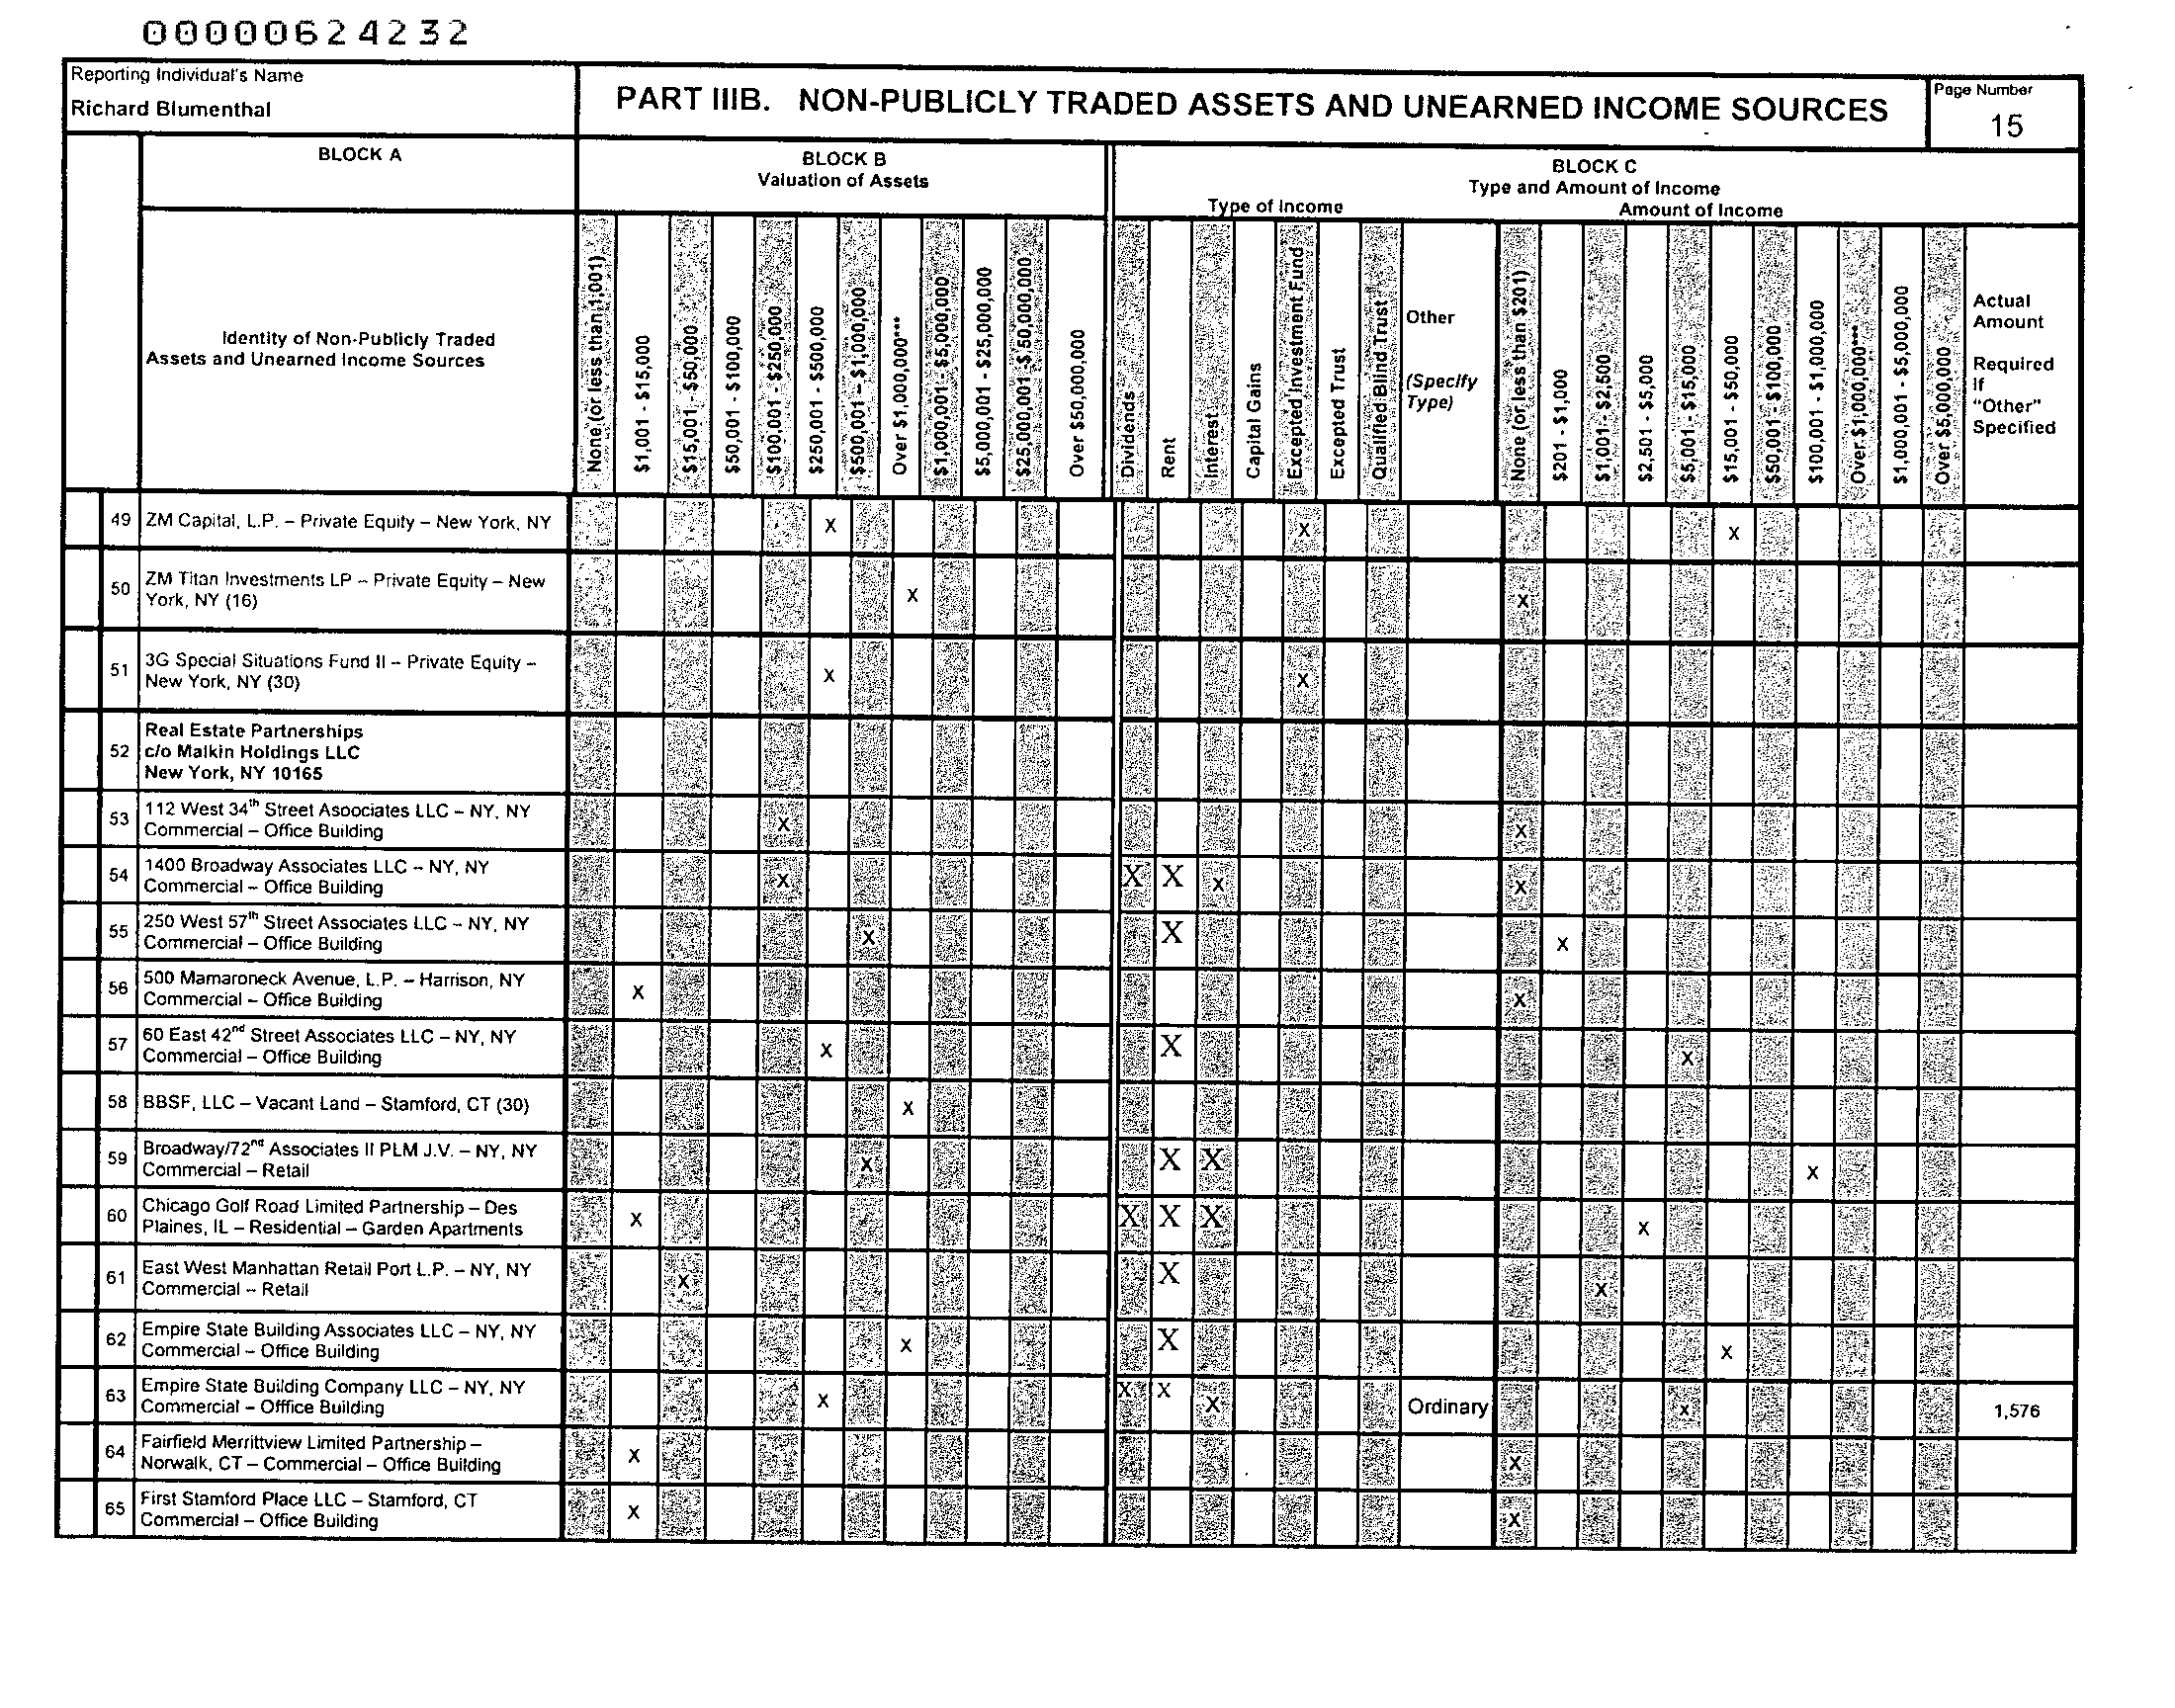 00000624232
Reporting Individual's Name
Richard Blumenthal
PART IIIB. NON-PUBLICLY TRADED ASSETS AND UNEARNED INCOME SOURCES
Page Number
15
BLOCK A
BLOCK B
Valuation of Assets
BLOCK C
Type and Amount of Income
Type of Income
Amount of Income
Identity of Non-Publicly Traded
Assets and Unearned Income Sources
None (or less than 1,001)
$1,001 - $15,000
$15,001 - $50,000
$50,001 - $100,000
$100,001 - $250,000
$250,001 - $500,000
$500,001 – $1,000,000
Over $1,000,000***
$1,000,001 - $5,000,000
$5,000,001 - $25,000,000
$25,000,001 - $50,000,000
Over $50,000,000
Dividends
Rent
Interest
Capital Gains
Excepted Investment Fund
Excepted Trust
Qualified Blind Trust
Other
(Specify
Type)
None (or less than $201)
$201 - $1,000
$1,001 - $2,500
$2,501 - $5,000
$5,001 - $15,000
$15,001 - $50,000
$50,001 - $100,000
$100,001 - $1,000,000
Over $1,000,000***
$1,000,001 - $5,000,000
Over $5,000,000
Actual
Amount
Required
If
"Other"
Specified
49 ZM Capital, L.P. – Private Equity – New York, NY X X X
50 ZM Titan Investments LP – Private Equity – New
York, NY (16) X X
51 3G Special Situations Fund II – Private Equity –
New York, NY (30) X X
52 Real Estate Partnerships
c/o Malkin Holdings LLC
New York, NY 10165
53 112 West 34th Street Asoociates LLC – NY, NY
Commercial – Office Building X X
54 1400 Broadway Associates LLC – NY, NY
Commercial – Office Building X X X X X
55 250 West 57th Street Associates LLC – NY, NY
Commercial – Office Building X X X
56 500 Mamaroneck Avenue, L.P. – Harrison, NY
Commercial – Office Building X X
57 60 East 42nd Street Associates LLC – NY, NY
Commercial – Office Building X X X
58 BBSF, LLC – Vacant Land – Stamford, CT (30) X
59 Broadway/72nd Associates II PLM J.V. – NY, NY
Commercial – Retail X X X X
60 Chicago Golf Road Limited Partnership – Des
Plaines, IL – Residential – Garden Apartments X X X X X
61 East West Manhattan Retail Port L.P. – NY, NY
Commercial – Retail X X X
62 Empire State Building Associates LLC – NY, NY
Commercial – Office Building X X X
63 Empire State Building Company LLC – NY, NY
Commercial – Offfice Building X X X X Ordinary X 1,576
64 Fairfield Merrittview Limited Partnership –
Norwalk, CT – Commercial – Office Building X X
65 First Stamford Place LLC – Stamford, CT
Commercial – Office Building X X